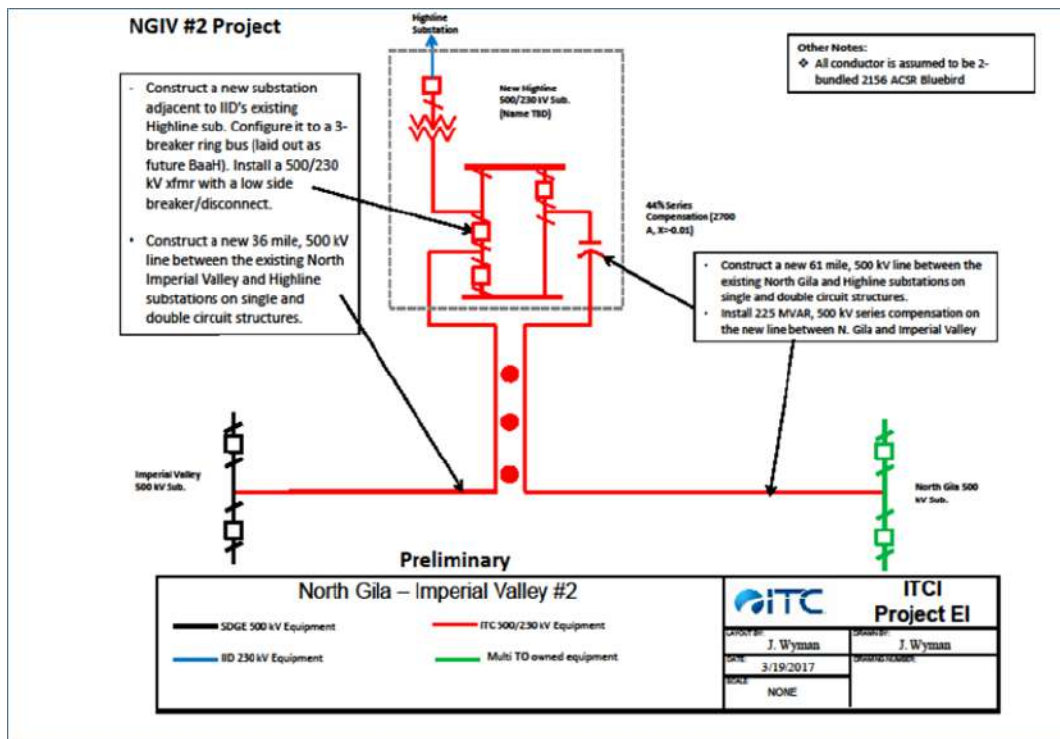 NGIV #2 Project
Highline
Substation
Other Notes:
❖ All conductor is assumed to be 2-
bundled 2156 ACSR Bluebird
- Construct a new substation
adjacent to IID's existing
Highline sub. Configure it to a 3-
breaker ring bus (laid out as
future BaaH). Install a 500/230
kV xfmr with a low side
breaker/disconnect.
• Construct a new 36 mile, 500 kV
line between the existing North
Imperial Valley and Highline
substations on single and
double circuit structures.
New Highline
500/230 kV Sub.
(Name TBD)
44% Series
Compensation (2700
A, X=-0.01)
• Construct a new 61 mile, 500 kV line between the
existing North Gila and Highline substations on
single and double circuit structures.
• Install 225 MVAR, 500 kV series compensation on
the new line between N. Gila and Imperial Valley
Imperial Valley
500 kV Sub.
North Gila 500
kV Sub.
Preliminary
North Gila – Imperial Valley #2
SDGE 500 kV Equipment
ITC 500/230 kV Equipment
IID 230 kV Equipment
Multi TO owned equipment
ITC
ITCI
Project EI
LAYOUT BY:
J. Wyman
DRAWN BY:
J. Wyman
DATE:
3/19/2017
DRAWING NUMBER:
SCALE:
NONE